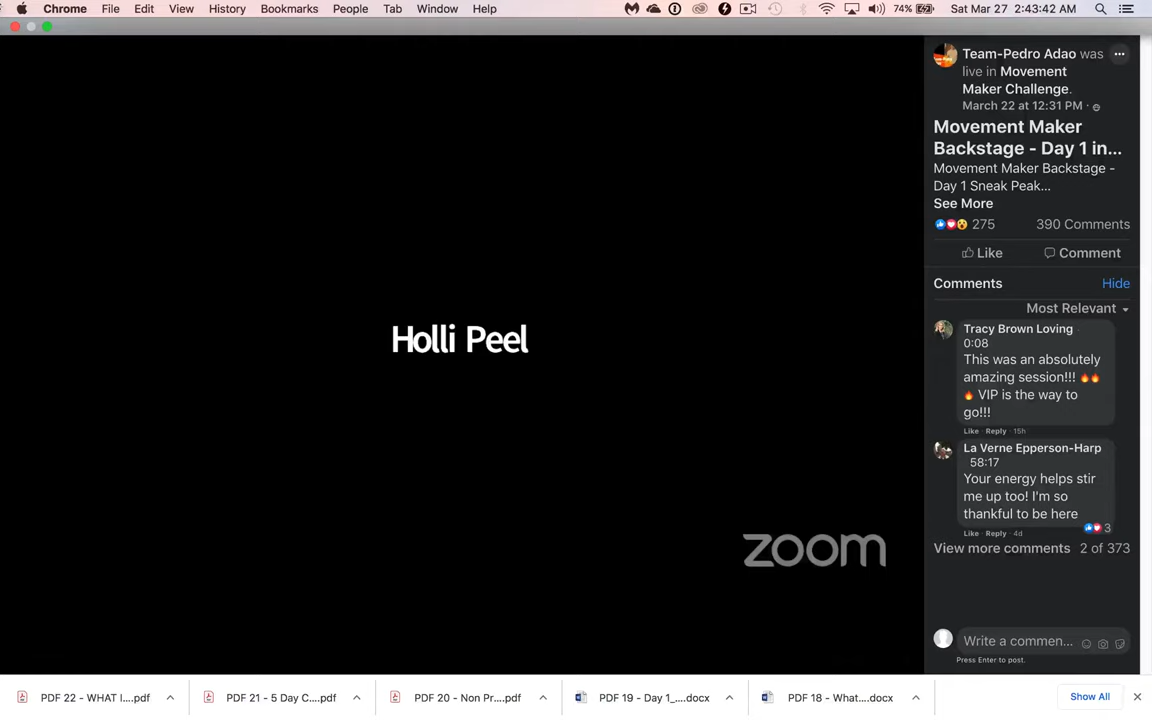 Chrome File Edit View History Bookmarks People Tab Window Help 74% Sat Mar 27 2:43:42 AM
Team-Pedro Adao was
live in Movement
Maker Challenge.
March 22 at 12:31 PM ·
Movement Maker
Backstage - Day 1 in...
Movement Maker Backstage -
Day 1 Sneak Peak...
See More
275 390 Comments
Like Comment
Comments Hide
Most Relevant
Tracy Brown Loving
0:08
This was an absolutely
amazing session!!! 🔥🔥
🔥 VIP is the way to
go!!!
Like · Reply · 15h
La Verne Epperson-Harp
58:17
Your energy helps stir
me up too! I'm so
thankful to be here
3
Like · Reply · 4d
View more comments 2 of 373
Write a commen...
Press Enter to post.
Holli Peel
zoom
PDF 22 - WHAT I....pdf PDF 21 - 5 Day C....pdf PDF 20 - Non Pr....pdf PDF 19 - Day 1_....docx PDF 18 - What....docx Show All